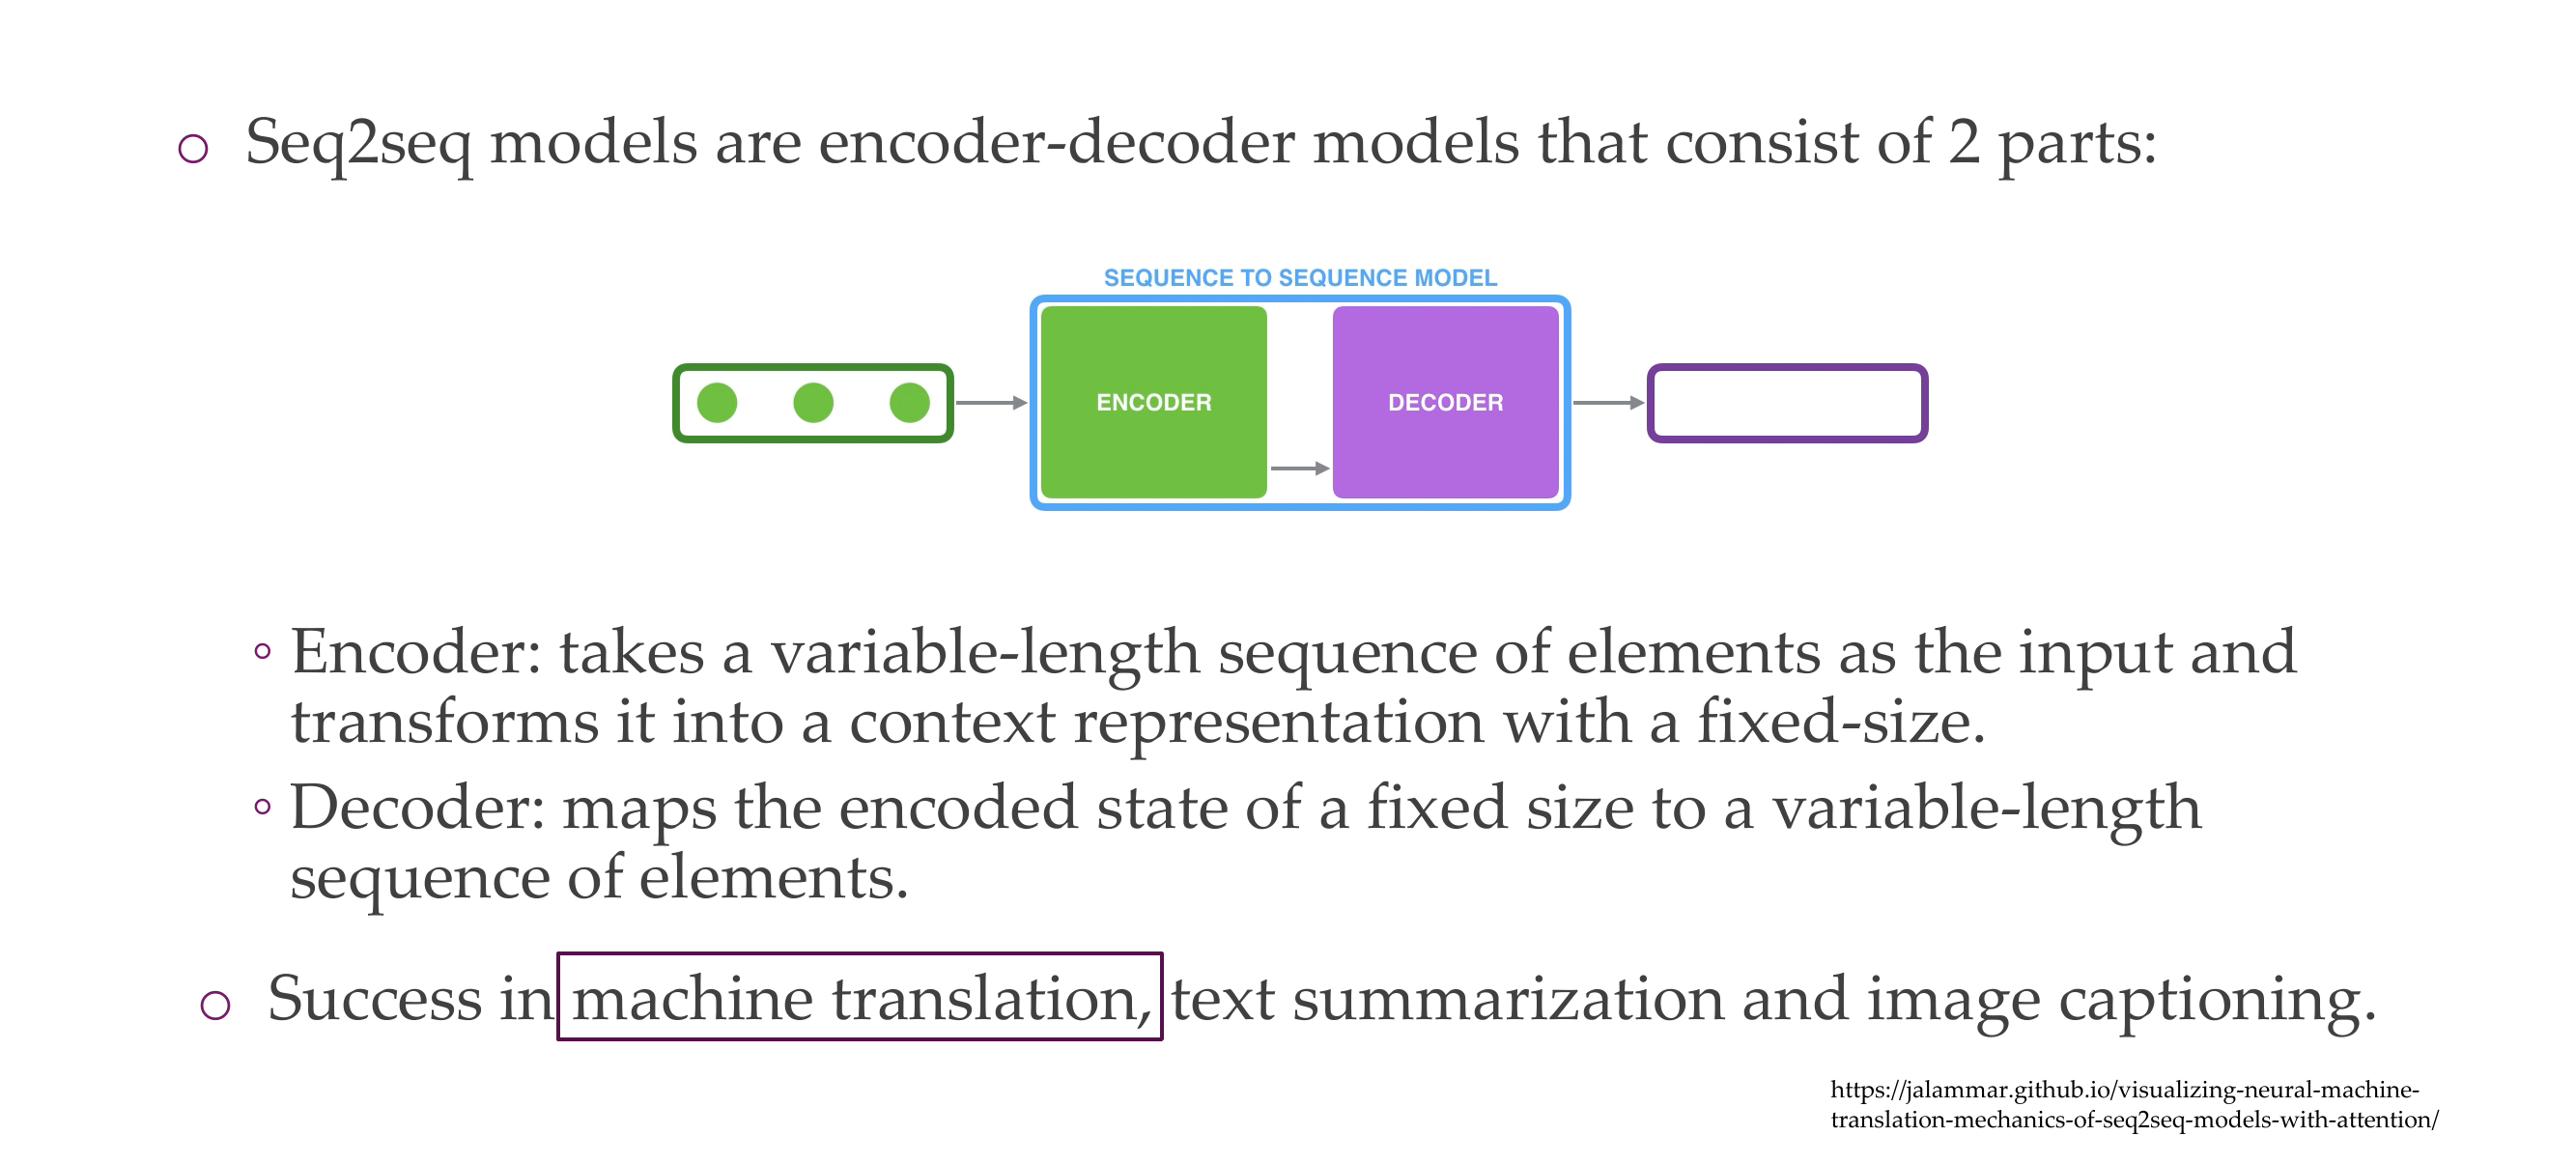 Seq2seq models are encoder-decoder models that consist of 2 parts:
SEQUENCE TO SEQUENCE MODEL
ENCODER
DECODER
Encoder: takes a variable-length sequence of elements as the input and
transforms it into a context representation with a fixed-size.
Decoder: maps the encoded state of a fixed size to a variable-length
sequence of elements.
Success in machine translation, text summarization and image captioning.
https://jalammar.github.io/visualizing-neural-machine-
translation-mechanics-of-seq2seq-models-with-attention/